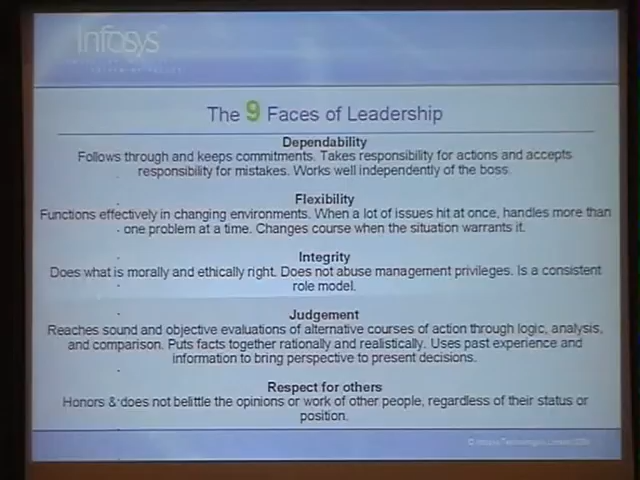 Infosys
The 9 Faces of Leadership
Dependability
Follows through and keeps commitments. Takes responsibility for actions and accepts
responsibility for mistakes. Works well independently of the boss.
Flexibility
Functions effectively in changing environments. When a lot of issues hit at once, handles more than
one problem at a time. Changes course when the situation warrants it.
Integrity
Does what is morally and ethically right. Does not abuse management privileges. Is a consistent
role model.
Judgement
Reaches sound and objective evaluations of alternative courses of action through logic, analysis,
and comparison. Puts facts together rationally and realistically. Uses past experience and
information to bring perspective to present decisions.
Respect for others
Honors & does not belittle the opinions or work of other people, regardless of their status or
position.